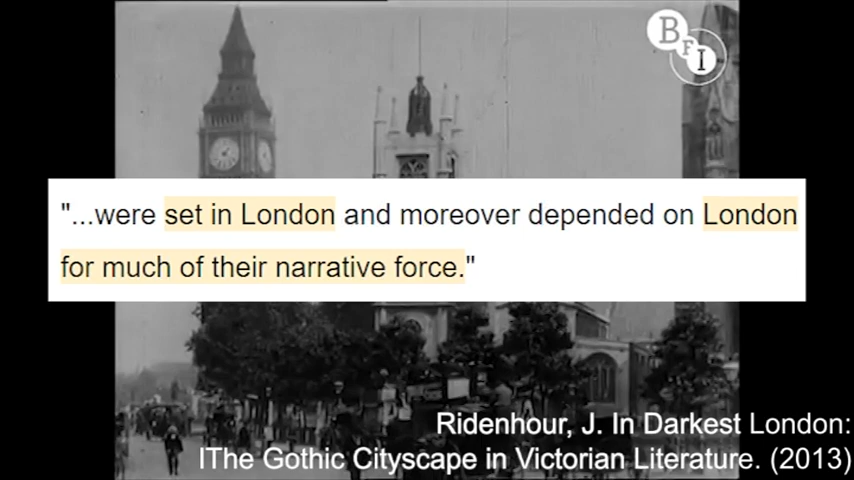 BFI
"...were set in London and moreover depended on London
for much of their narrative force."
Ridenhour, J. In Darkest London:
IThe Gothic Cityscape in Victorian Literature. (2013)